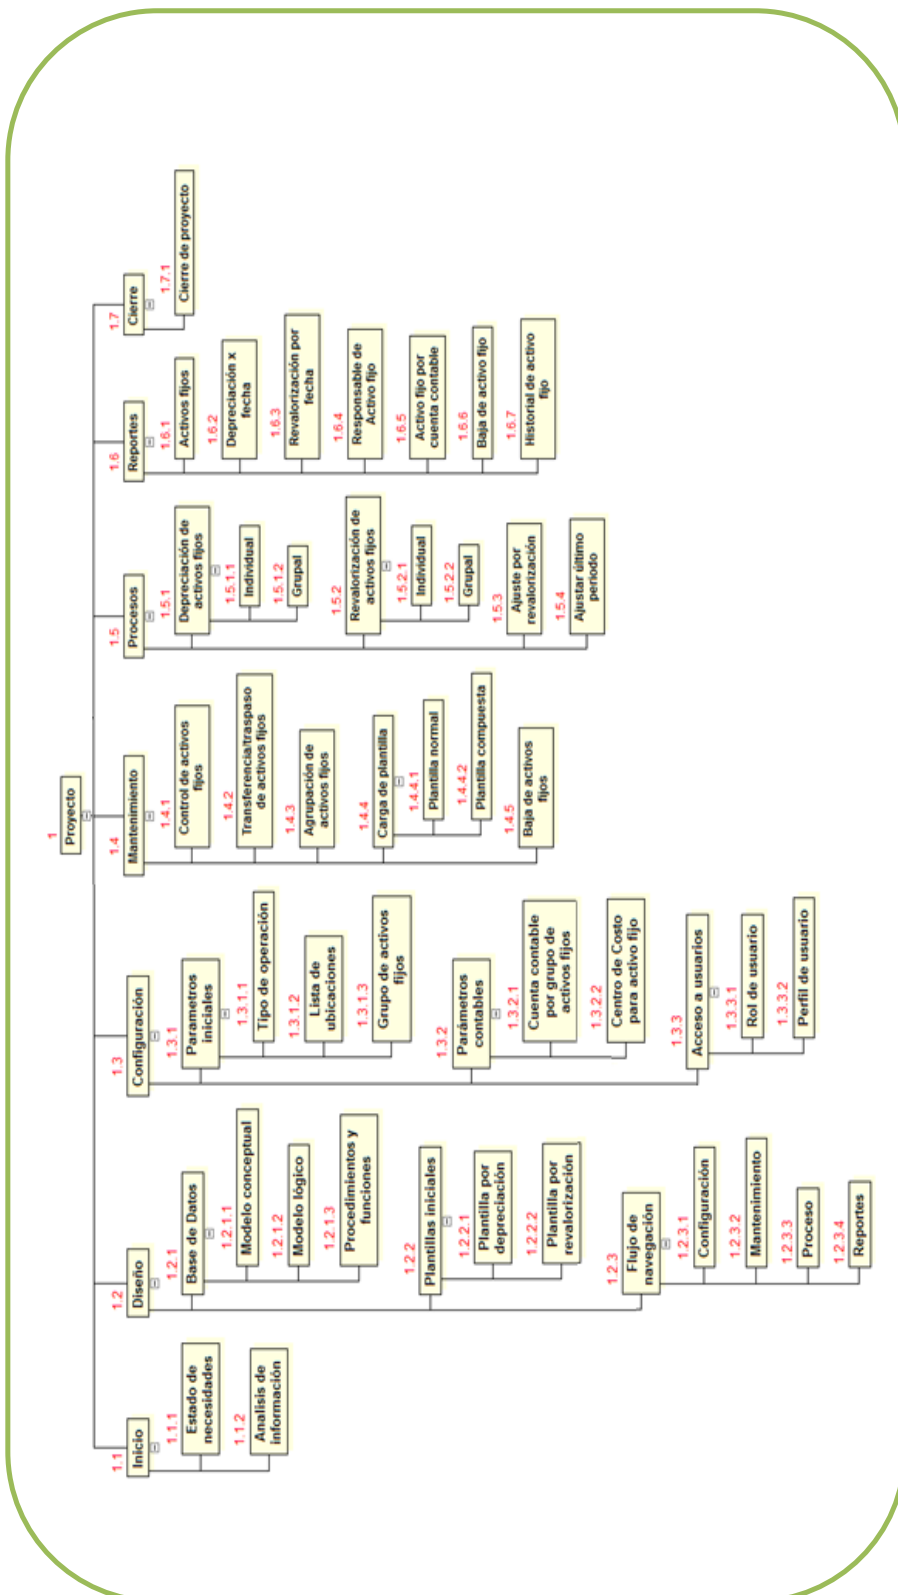 1
Proyecto
1.1
Inicio
1.1.1
Estado de
necesidades
1.1.2
Analisis de
información
1.2
Diseño
1.2.1
Base de Datos
1.2.1.1
Modelo conceptual
1.2.1.2
Modelo lógico
1.2.1.3
Procedimientos y
funciones
1.2.2
Plantillas iniciales
1.2.2.1
Plantilla por
depreciación
1.2.2.2
Plantilla por
revalorización
1.2.3
Flujo de
navegación
1.2.3.1
Configuración
1.2.3.2
Mantenimiento
1.2.3.3
Proceso
1.2.3.4
Reportes
1.3
Configuración
1.3.1
Parametros
iniciales
1.3.1.1
Tipo de operación
1.3.1.2
Lista de
ubicaciones
1.3.1.3
Grupo de activos
fijos
1.3.2
Parámetros
contables
1.3.2.1
Cuenta contable
por grupo de
activos fijos
1.3.2.2
Centro de Costo
para activo fijo
1.3.3
Acceso a usuarios
1.3.3.1
Rol de usuario
1.3.3.2
Perfil de usuario
1.4
Mantenimiento
1.4.1
Control de activos
fijos
1.4.2
Transferencia/traspaso
de activos fijos
1.4.3
Agrupación de
activos fijos
1.4.4
Carga de plantilla
1.4.4.1
Plantilla normal
1.4.4.2
Plantilla compuesta
1.4.5
Baja de activos
fijos
1.5
Procesos
1.5.1
Depreciación de
activos fijos
1.5.1.1
Individual
1.5.1.2
Grupal
1.5.2
Revalorización de
activos fijos
1.5.2.1
Individual
1.5.2.2
Grupal
1.5.3
Ajuste por
revalorización
1.5.4
Ajustar último
periodo
1.6
Reportes
1.6.1
Activos fijos
1.6.2
Depreciación x
fecha
1.6.3
Revalorización por
fecha
1.6.4
Responsable de
Activo fijo
1.6.5
Activo fijo por
cuenta contable
1.6.6
Baja de activo fijo
1.6.7
Historial de activo
fijo
1.7
Cierre
1.7.1
Cierre de proyecto